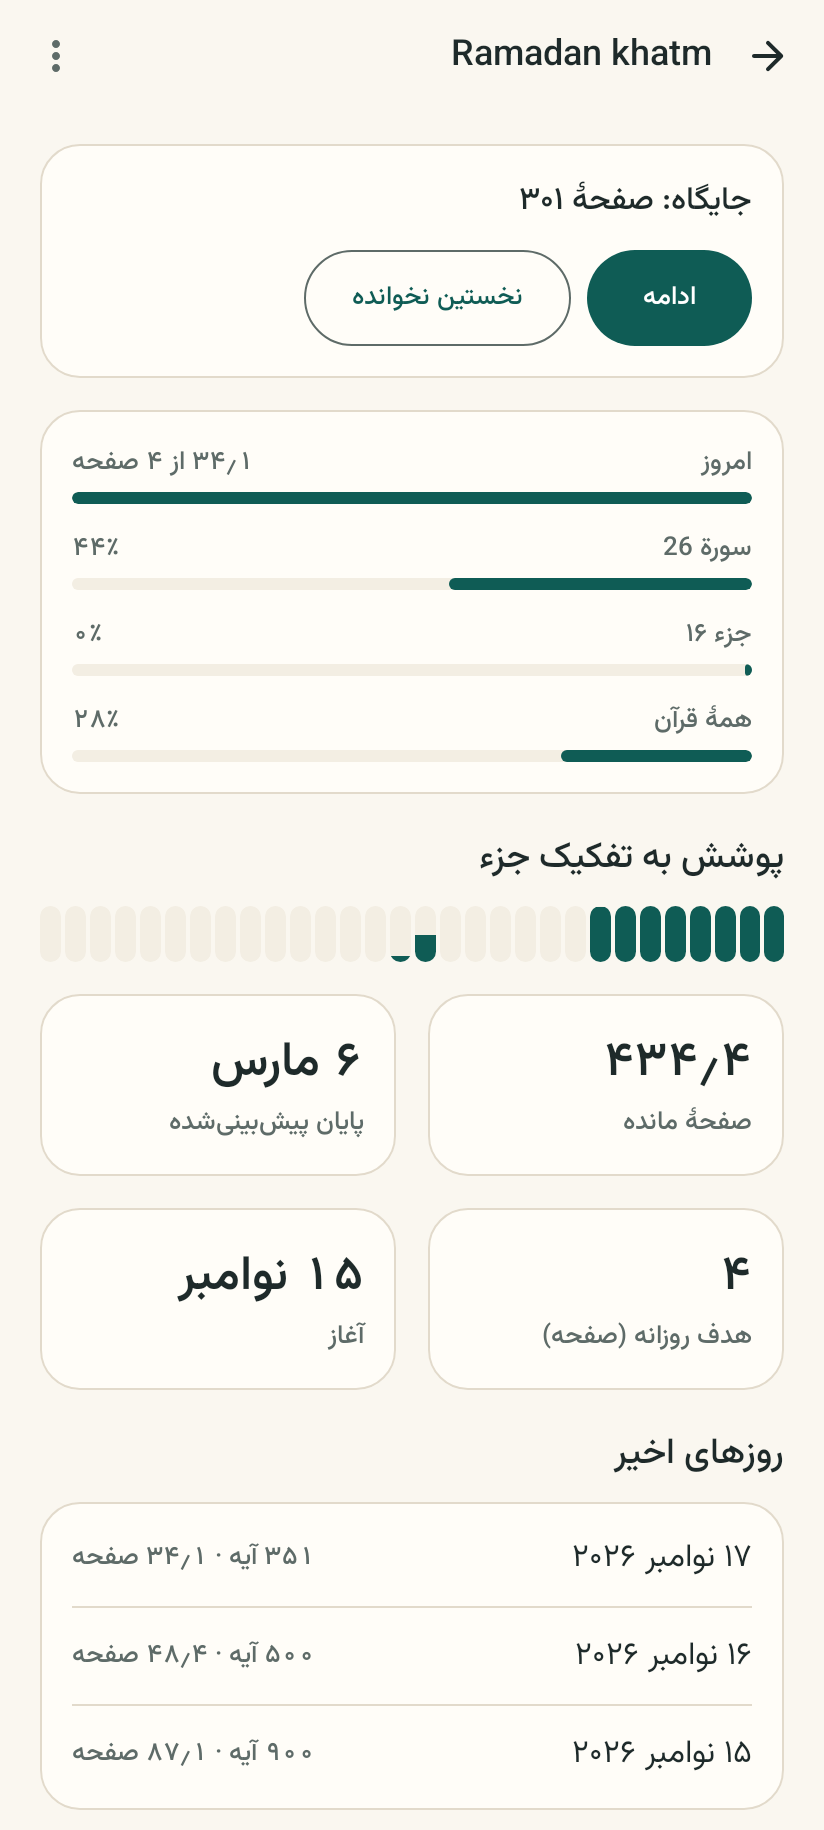 Ramadan khatm
جایگاه: صفحهٔ ۳۰۱
ادامه
نخستین نخوانده
امروز
۳۴٫۱ از ۴ صفحه
سورة 26
۴۴٪
جزء ۱۶
۰٪
همهٔ قرآن
۲۸٪
پوشش به تفکیک جزء
۴۳۴٫۴
صفحهٔ مانده
۶ مارس
پایان پیش‌بینی‌شده
۴
هدف روزانه (صفحه)
۱۵ نوامبر
آغاز
روزهای اخیر
۱۷ نوامبر ۲۰۲۶
۳۵۱ آیه · ۳۴٫۱ صفحه
۱۶ نوامبر ۲۰۲۶
۵۰۰ آیه · ۴۸٫۴ صفحه
۱۵ نوامبر ۲۰۲۶
۹۰۰ آیه · ۸۷٫۱ صفحه